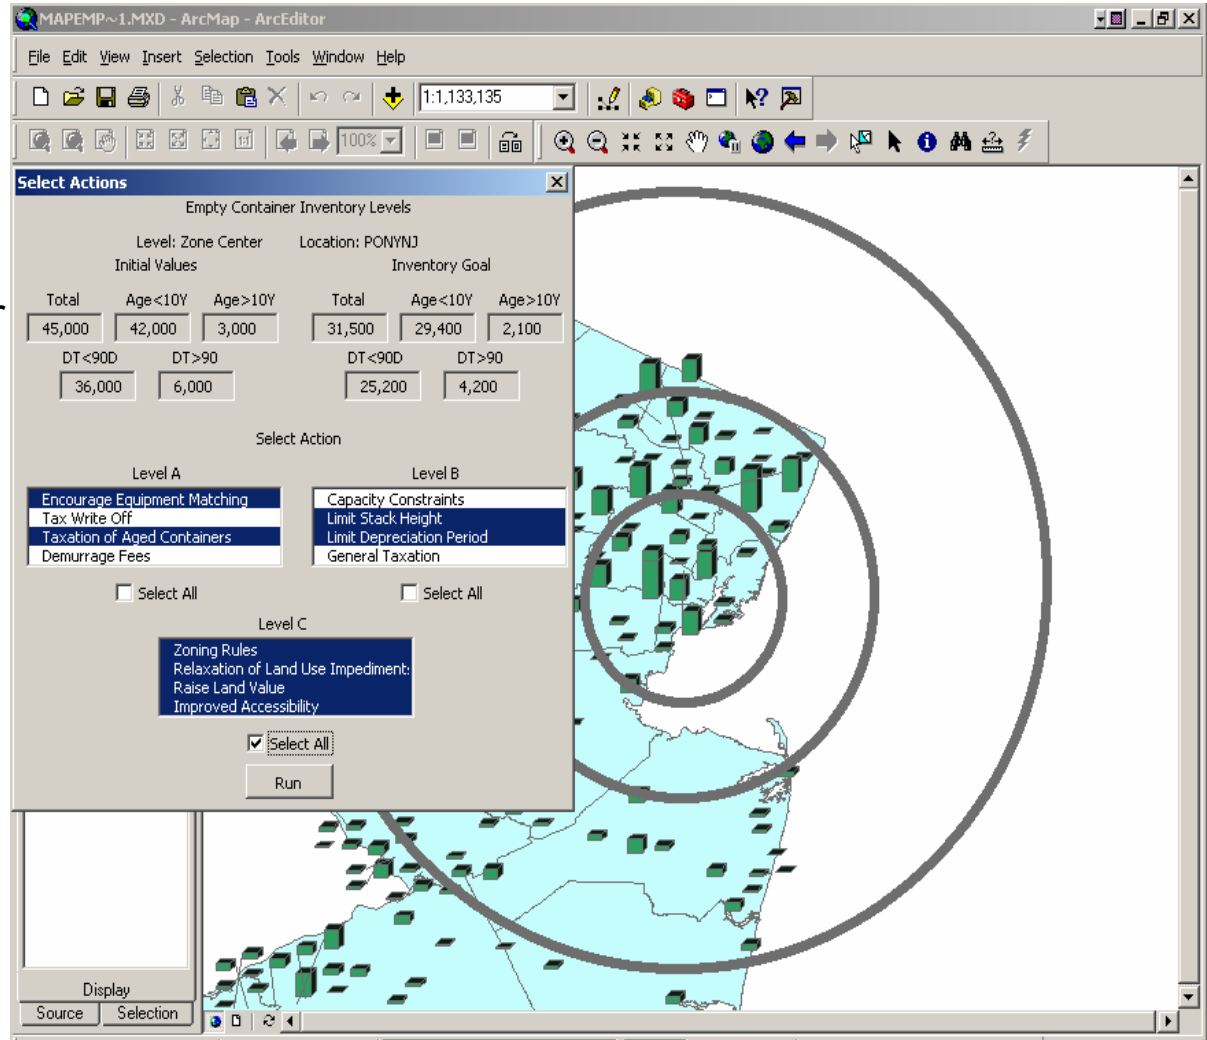 MAPEMP~1.MXD - ArcMap - ArcEditor
File Edit View Insert Selection Tools Window Help
1:1,133,135
100%
Select Actions
Empty Container Inventory Levels
Level: Zone Center Location: PONYNJ
Initial Values Inventory Goal
Total Age<10Y Age>10Y Total Age<10Y Age>10Y
45,000 42,000 3,000 31,500 29,400 2,100
DT<90D DT>90 DT<90D DT>90
36,000 6,000 25,200 4,200
Select Action
Level A Level B
Encourage Equipment Matching Capacity Constraints
Tax Write Off Limit Stack Height
Taxation of Aged Containers Limit Depreciation Period
Demurrage Fees General Taxation
Select All Select All
Level C
Zoning Rules
Relaxation of Land Use Impediment:
Raise Land Value
Improved Accessibility
Select All
Run
Display
Source Selection